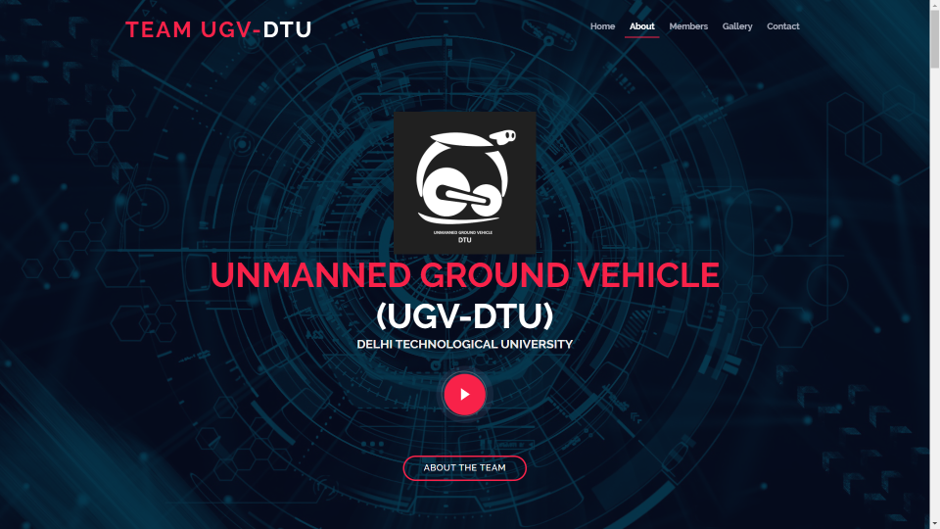 TEAM UGV-DTU
Home About Members Gallery Contact
UNMANNED GROUND VEHICLE
DTU
UNMANNED GROUND VEHICLE
(UGV-DTU)
DELHI TECHNOLOGICAL UNIVERSITY
ABOUT THE TEAM